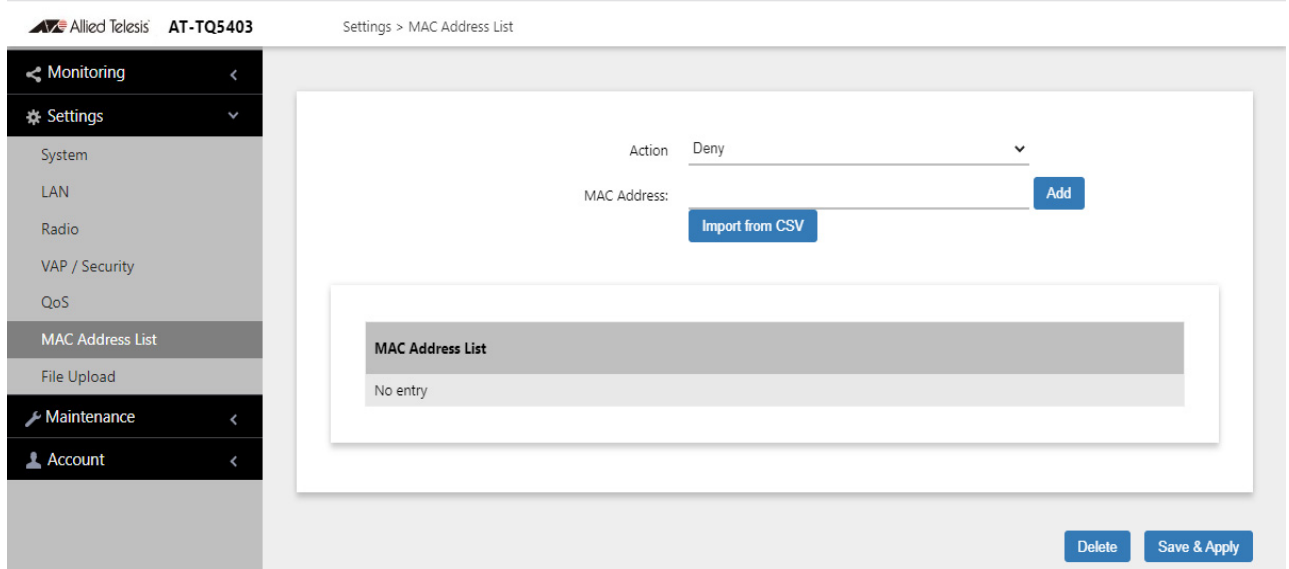 Allied Telesis AT-TQ5403 Settings > MAC Address List
Monitoring
Settings
System
LAN
Radio
VAP / Security
QoS
MAC Address List
File Upload
Maintenance
Account
Action Deny
MAC Address: Add
Import from CSV
MAC Address List
No entry
Delete Save & Apply